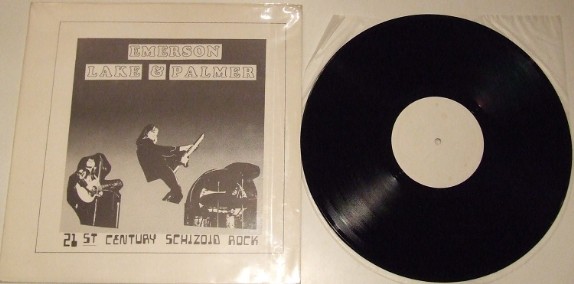 EMERSON
LAKE & PALMER
21 ST CENTURY SCHIZOID ROCK